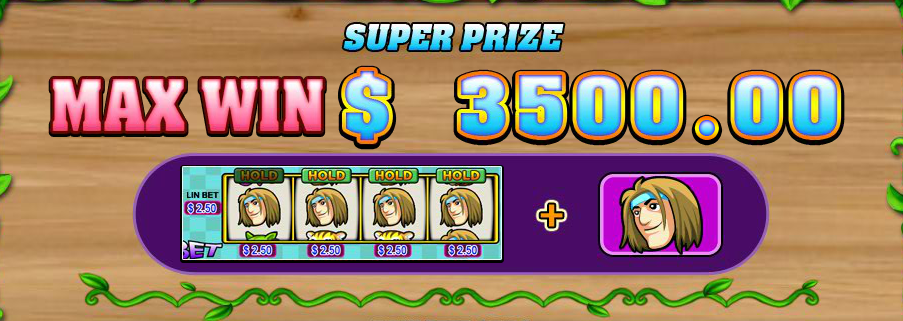 SUPER PRIZE
MAX WIN $ 3500.00
HOLD HOLD HOLD HOLD
LIN BET
$ 2.50
BET $ 2.50 $ 2.50 $ 2.50 $ 2.50
+